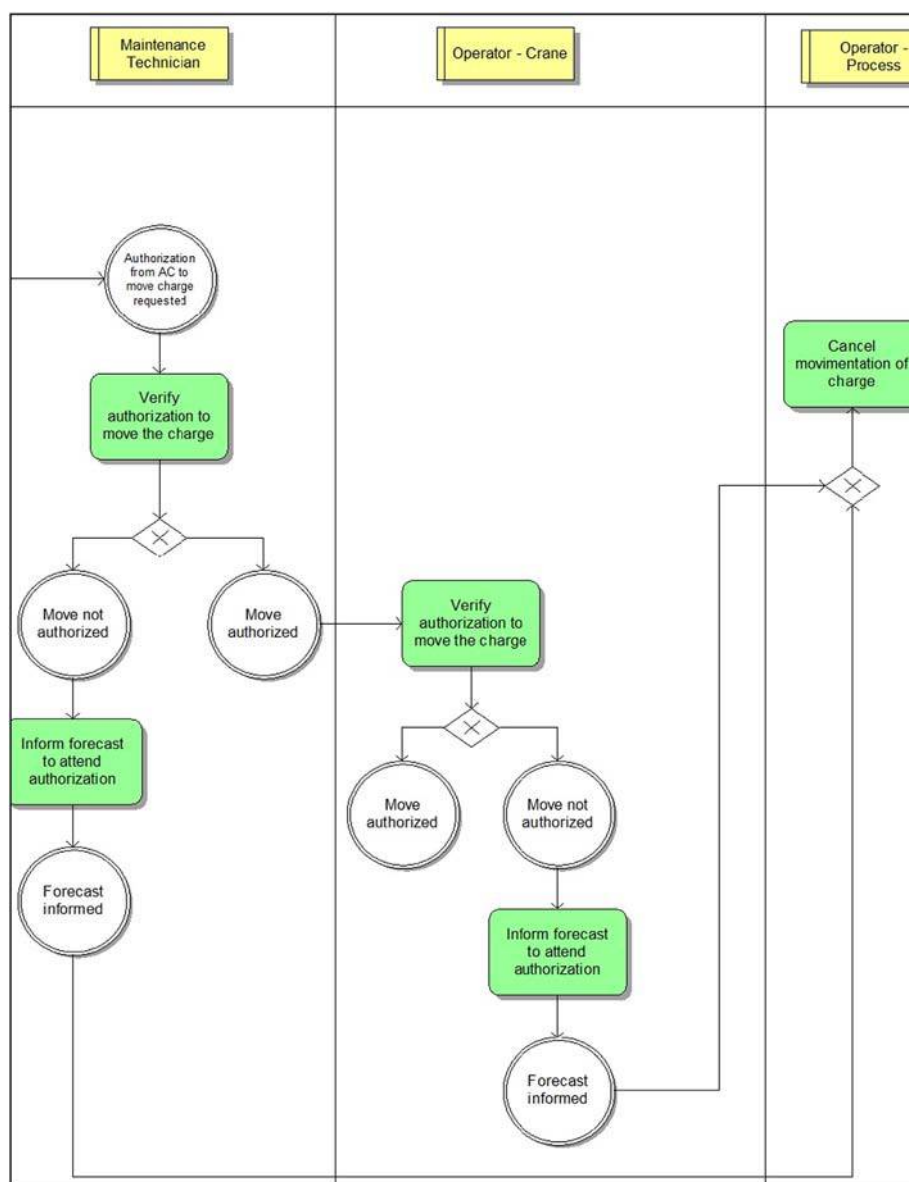 Maintenance
Technician
Operator - Crane
Operator -
Process
Authorization
from AC to
move charge
requested
Verify
authorization to
move the charge
Cancel
movimentation of
charge
Move not
authorized
Move
authorized
Verify
authorization to
move the charge
Inform forecast
to attend
authorization
Move
authorized
Move not
authorized
Forecast
informed
Inform forecast
to attend
authorization
Forecast
informed